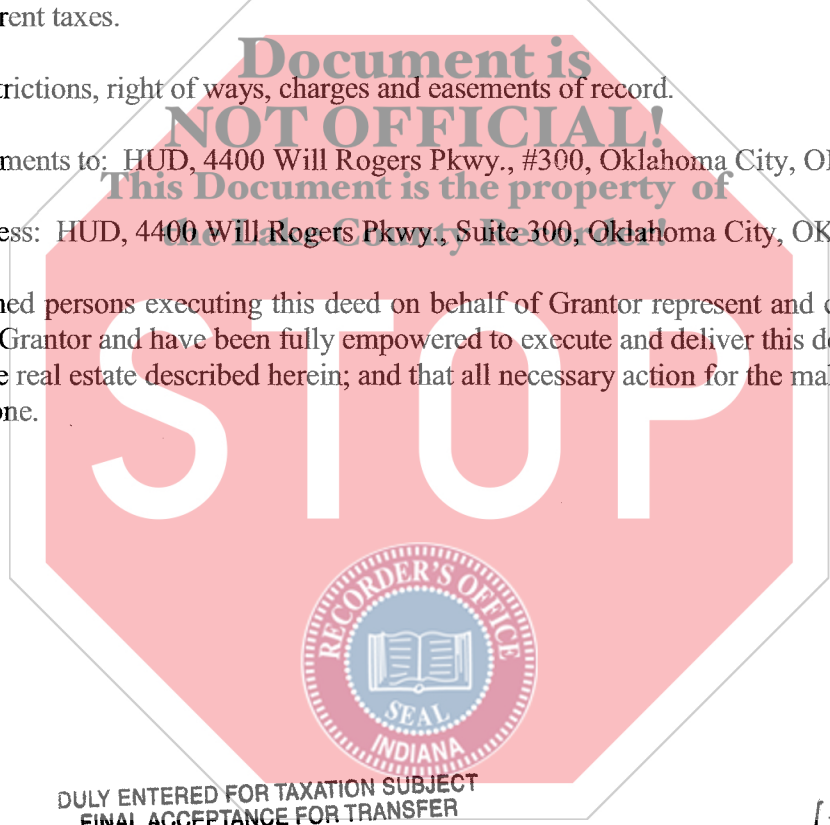 rent taxes.
Document is
trictions, right of ways, charges and easements of record.
NOT OFFICIAL!
ments to: HUD, 4400 Will Rogers Pkwy., #300, Oklahoma City, O
This Document is the property of
ess: HUD, 4400 Will Rogers Pkwy., Suite 300, Oklahoma City, OK
the Lake County Recorder!
ned persons executing this deed on behalf of Grantor represent and c
Grantor and have been fully empowered to execute and deliver this de
e real estate described herein; and that all necessary action for the mal
one.
STOP
RECORDER'S OFFICE
SEAL
INDIANA
DULY ENTERED FOR TAXATION SUBJECT
FINAL ACCEPTANCE FOR TRANSFER